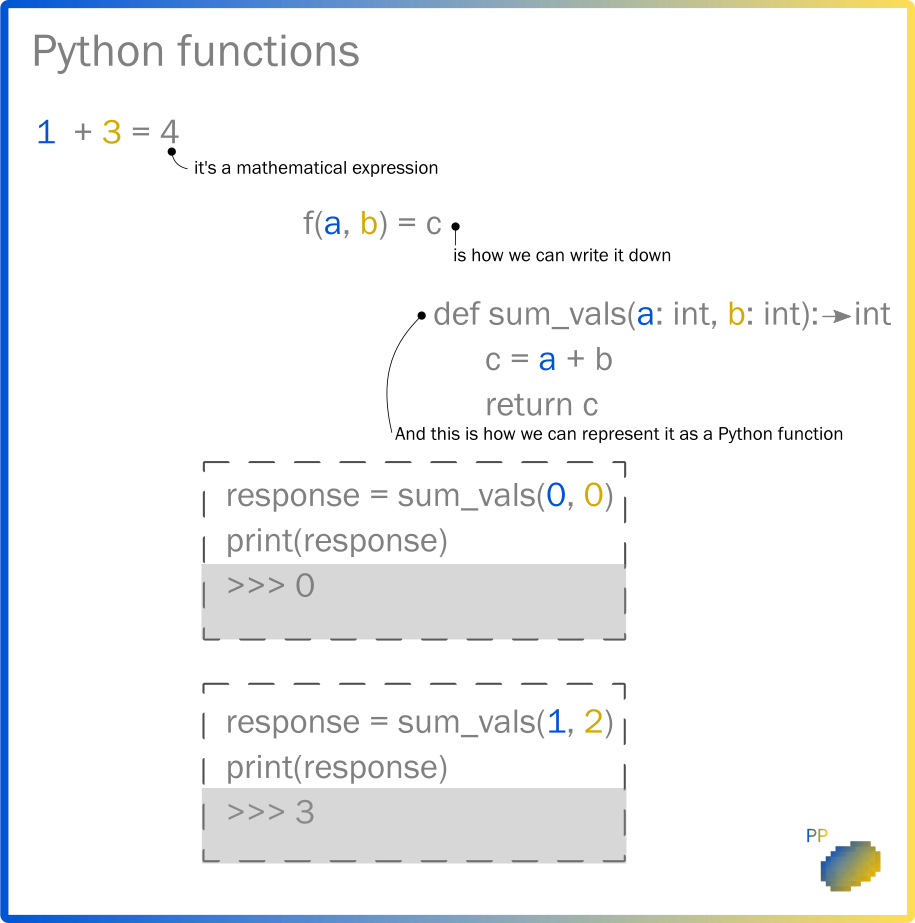 Python functions
1 + 3 = 4
it's a mathematical expression
f(a, b) = c
is how we can write it down
def sum_vals(a: int, b: int):→int
c = a + b
return c
And this is how we can represent it as a Python function
response = sum_vals(0, 0)
print(response)
>>> 0
response = sum_vals(1, 2)
print(response)
>>> 3
PP